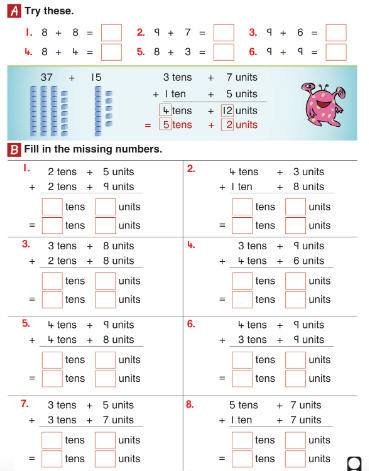 A Try these.
1. 8 + 8 = 2. 9 + 7 = 3. 9 + 6 =
4. 8 + 4 = 5. 8 + 3 = 6. 9 + 9 =
37 + 15 3 tens + 7 units
+ 1 ten + 5 units
4 tens + 12 units
= 5 tens + 2 units
B Fill in the missing numbers.
1. 2 tens + 5 units
+ 2 tens + 9 units
tens units
= tens units
2. 4 tens + 3 units
+ 1 ten + 8 units
tens units
= tens units
3. 3 tens + 8 units
+ 2 tens + 8 units
tens units
= tens units
4. 3 tens + 9 units
+ 4 tens + 6 units
tens units
= tens units
5. 4 tens + 9 units
+ 4 tens + 8 units
tens units
= tens units
6. 4 tens + 9 units
+ 3 tens + 9 units
tens units
= tens units
7. 3 tens + 5 units
+ 3 tens + 7 units
tens units
= tens units
8. 5 tens + 7 units
+ 1 ten + 7 units
tens units
= tens units